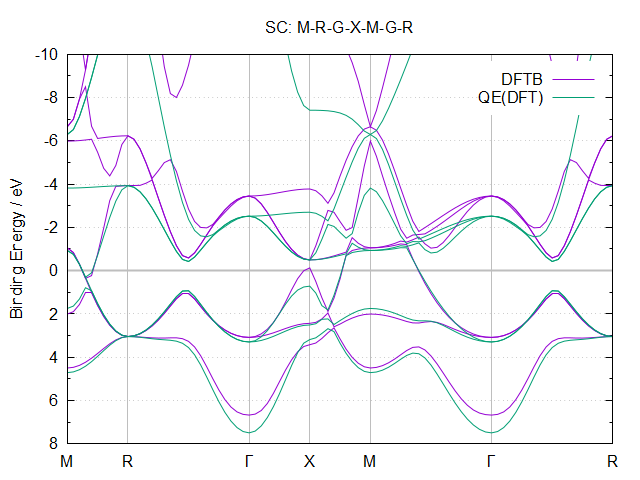 SC: M-R-G-X-M-G-R
-10
-8
-6
-4
-2
0
2
4
6
8
Binding Energy / eV
DFTB
QE(DFT)
M R Γ X M Γ R